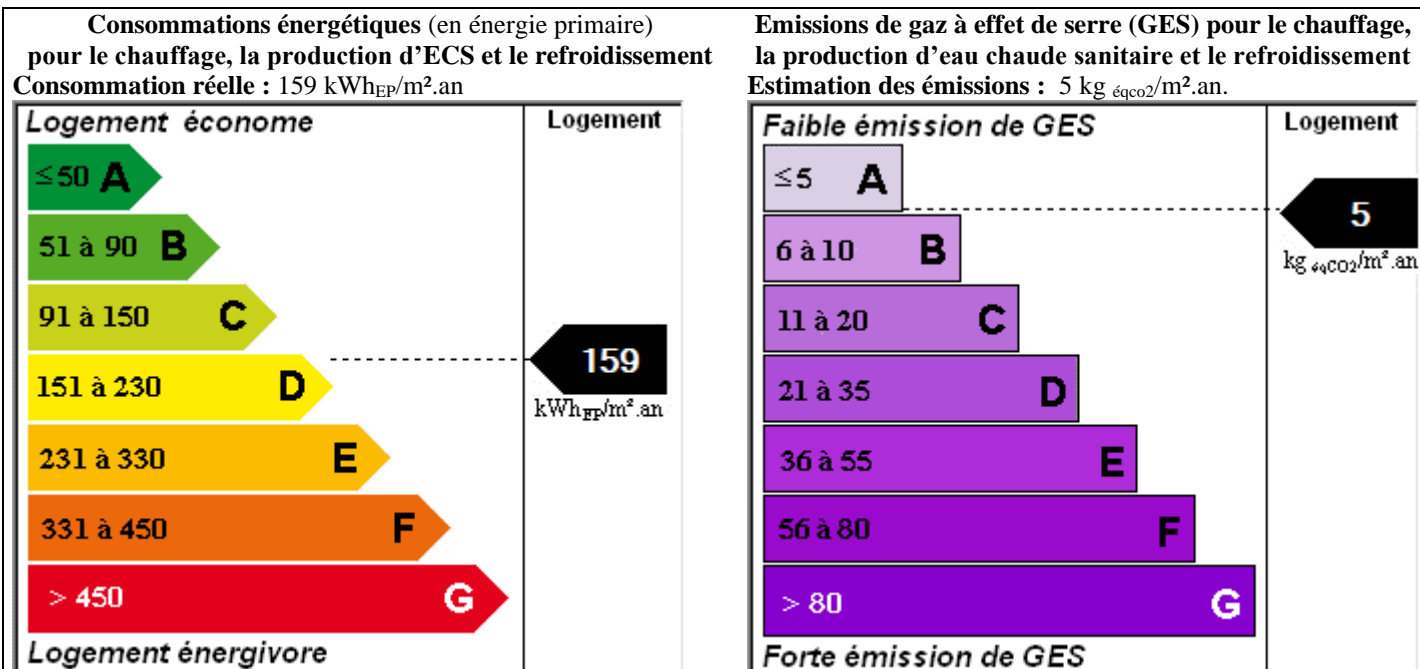 Consommations énergétiques (en énergie primaire)
pour le chauffage, la production d’ECS et le refroidissement
Consommation réelle : 159 kWhEP/m².an
Logement économe
Logement
≤50 A
51 à 90 B
91 à 150 C
151 à 230 D
231 à 330 E
331 à 450 F
> 450 G
159
kWhEP/m².an
Logement énergivore
Emissions de gaz à effet de serre (GES) pour le chauffage,
la production d’eau chaude sanitaire et le refroidissement
Estimation des émissions : 5 kg éqco2/m².an.
Faible émission de GES
Logement
≤5 A
6 à 10 B
11 à 20 C
21 à 35 D
36 à 55 E
56 à 80 F
> 80 G
5
kg éqCO2/m².an
Forte émission de GES